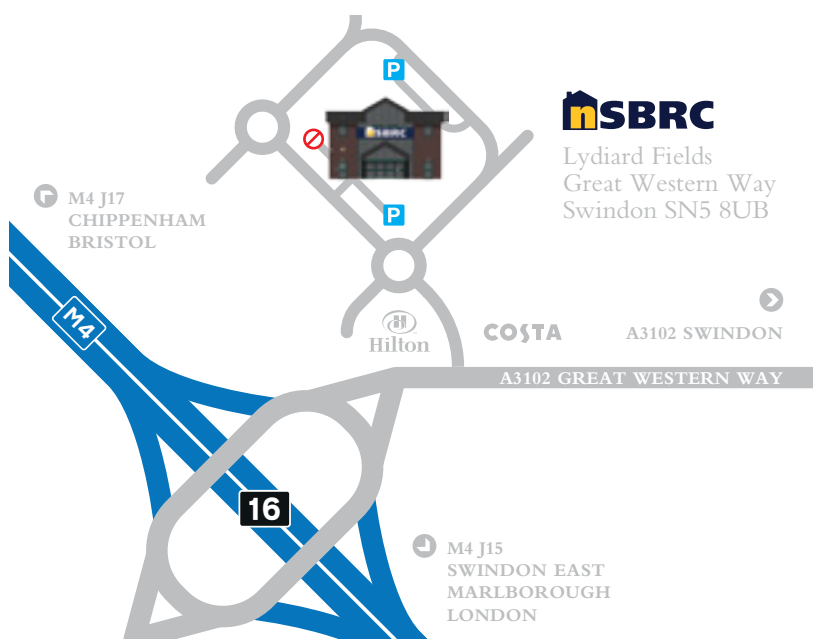 P
nSBRC
nSBRC
Lydiard Fields
Great Western Way
Swindon SN5 8UB
M4 J17
CHIPPENHAM
BRISTOL
P
M4
Hilton
COSTA
A3102 SWINDON
A3102 GREAT WESTERN WAY
16
M4 J15
SWINDON EAST
MARLBOROUGH
LONDON